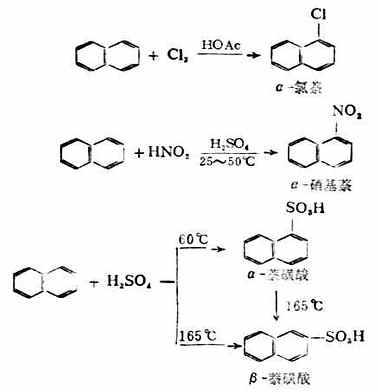 Cl
+ Cl₂ HOAc
α-氯萘
NO₂
+ HNO₂ H₂SO₄
25～50℃
α-硝基萘
SO₃H
60℃
α-萘磺酸
+ H₂SO₄
165℃
165℃
SO₃H
β-萘磺酸